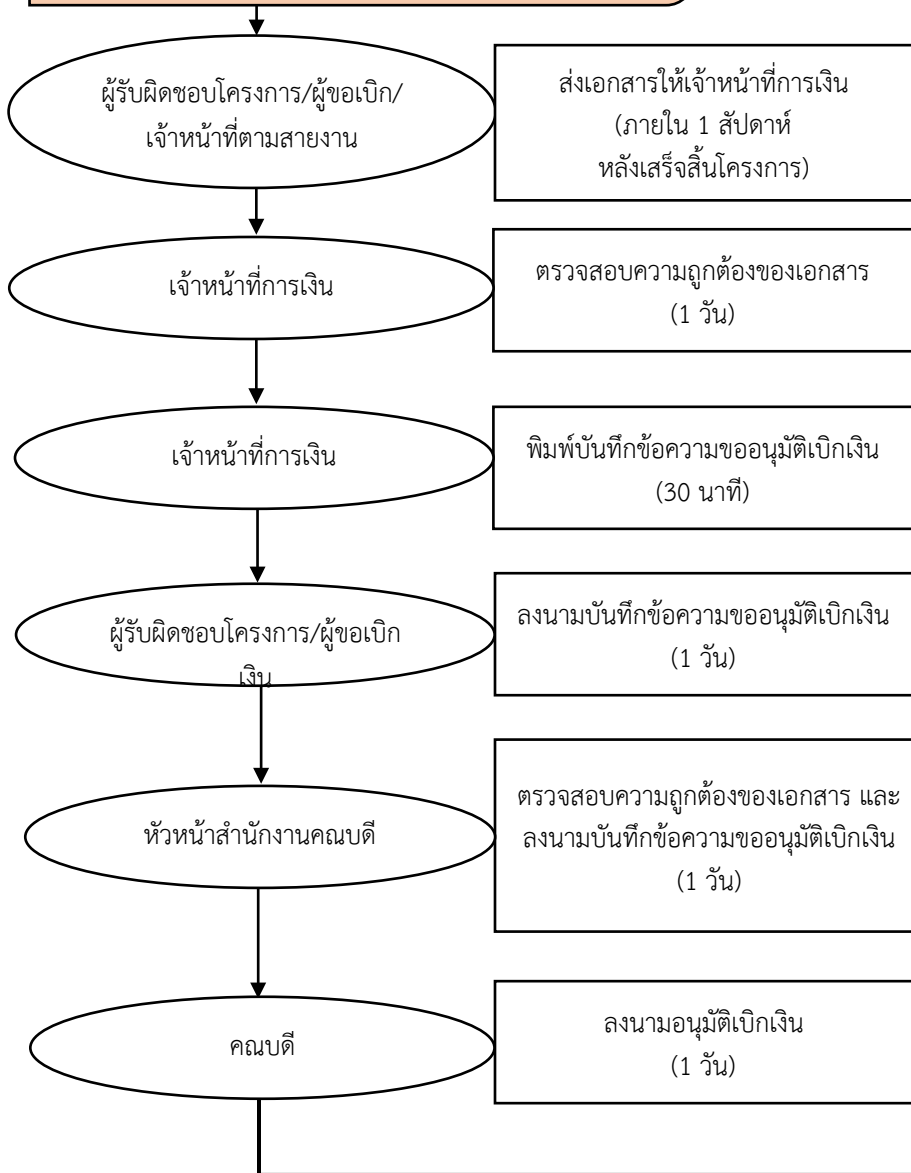 ผู้รับผิดชอบโครงการ/ผู้ขอเบิก/
เจ้าหน้าที่ตามสายงาน
ส่งเอกสารให้เจ้าหน้าที่การเงิน
(ภายใน 1 สัปดาห์
หลังเสร็จสิ้นโครงการ)
เจ้าหน้าที่การเงิน
ตรวจสอบความถูกต้องของเอกสาร
(1 วัน)
เจ้าหน้าที่การเงิน
พิมพ์บันทึกข้อความขออนุมัติเบิกเงิน
(30 นาที)
ผู้รับผิดชอบโครงการ/ผู้ขอเบิก
เงิน
ลงนามบันทึกข้อความขออนุมัติเบิกเงิน
(1 วัน)
หัวหน้าสำนักงานคณบดี
ตรวจสอบความถูกต้องของเอกสาร และ
ลงนามบันทึกข้อความขออนุมัติเบิกเงิน
(1 วัน)
คณบดี
ลงนามอนุมัติเบิกเงิน
(1 วัน)